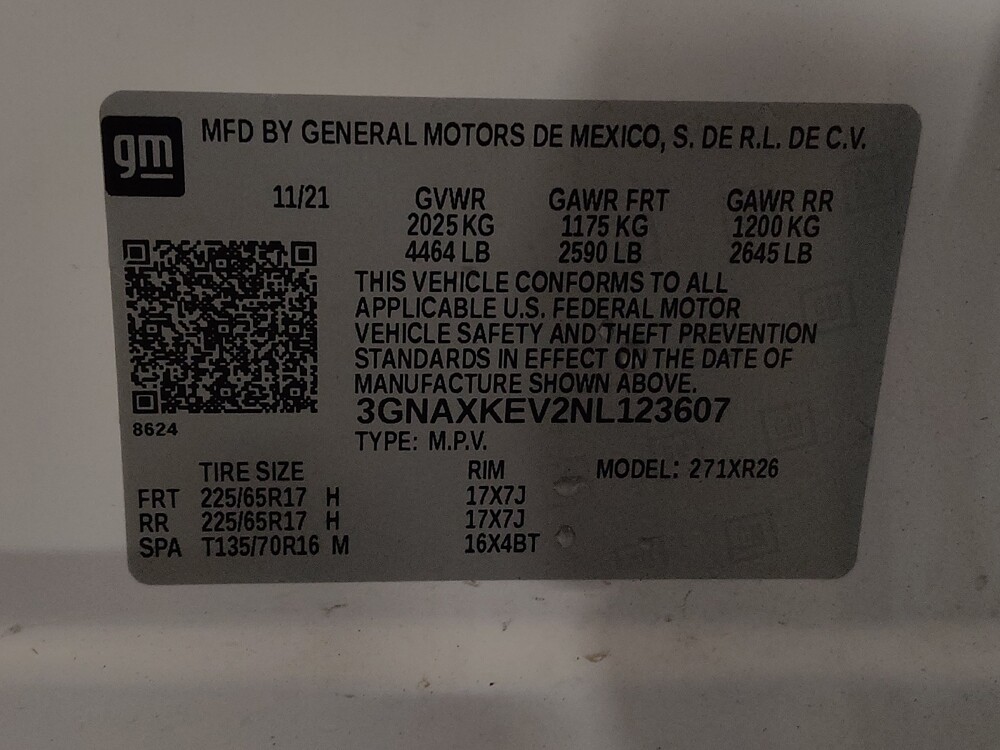 gm MFD BY GENERAL MOTORS DE MEXICO, S. DE R.L. DE C.V.
11/21 GVWR GAWR FRT GAWR RR
2025 KG 1175 KG 1200 KG
4464 LB 2590 LB 2645 LB
THIS VEHICLE CONFORMS TO ALL
APPLICABLE U.S. FEDERAL MOTOR
VEHICLE SAFETY AND THEFT PREVENTION
STANDARDS IN EFFECT ON THE DATE OF
MANUFACTURE SHOWN ABOVE.
3GNAXKEV2NL123607
8624
TYPE: M.P.V.
TIRE SIZE RIM MODEL: 271XR26
FRT 225/65R17 H 17X7J
RR 225/65R17 H 17X7J
SPA T135/70R16 M 16X4BT